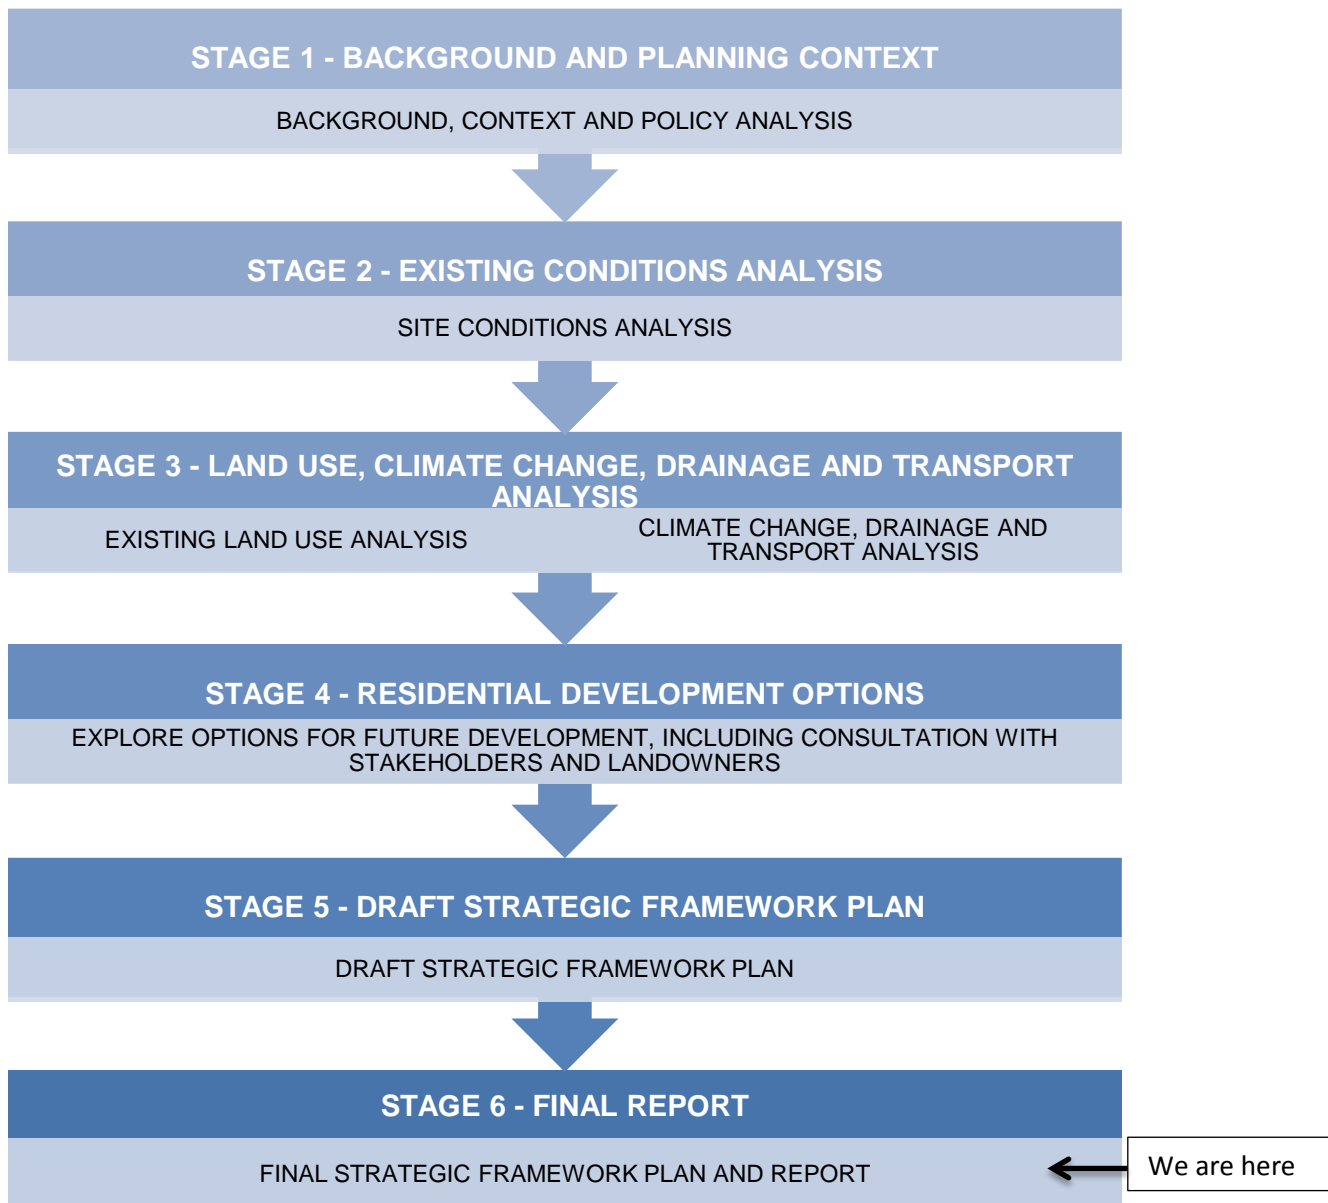 STAGE 1 - BACKGROUND AND PLANNING CONTEXT
BACKGROUND, CONTEXT AND POLICY ANALYSIS
STAGE 2 - EXISTING CONDITIONS ANALYSIS
SITE CONDITIONS ANALYSIS
STAGE 3 - LAND USE, CLIMATE CHANGE, DRAINAGE AND TRANSPORT
ANALYSIS
EXISTING LAND USE ANALYSIS
CLIMATE CHANGE, DRAINAGE AND
TRANSPORT ANALYSIS
STAGE 4 - RESIDENTIAL DEVELOPMENT OPTIONS
EXPLORE OPTIONS FOR FUTURE DEVELOPMENT, INCLUDING CONSULTATION WITH
STAKEHOLDERS AND LANDOWNERS
STAGE 5 - DRAFT STRATEGIC FRAMEWORK PLAN
DRAFT STRATEGIC FRAMEWORK PLAN
STAGE 6 - FINAL REPORT
FINAL STRATEGIC FRAMEWORK PLAN AND REPORT
We are here